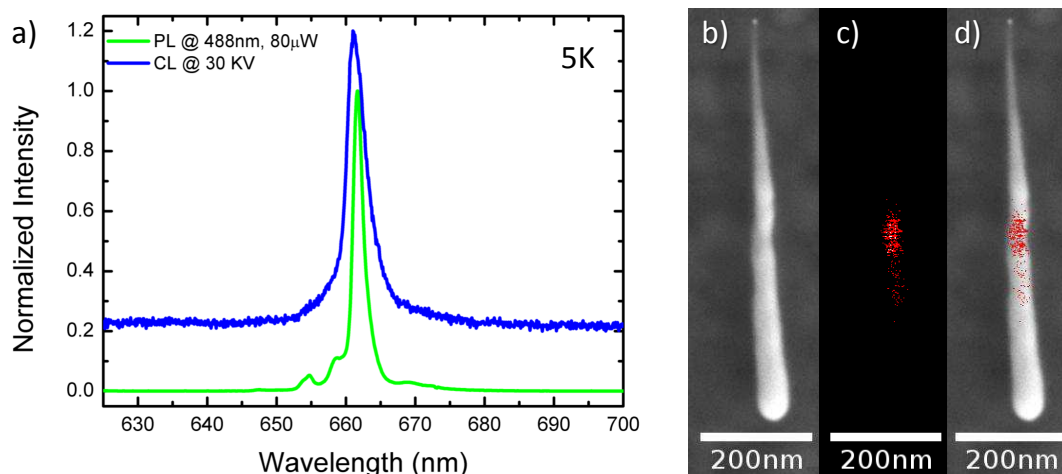 a)
PL @ 488nm, 80μW
CL @ 30 KV
5K
Normalized Intensity
1.2
1.0
0.8
0.6
0.4
0.2
0.0
630 640 650 660 670 680 690 700
Wavelength (nm)
b) c) d)
200nm 200nm 200nm